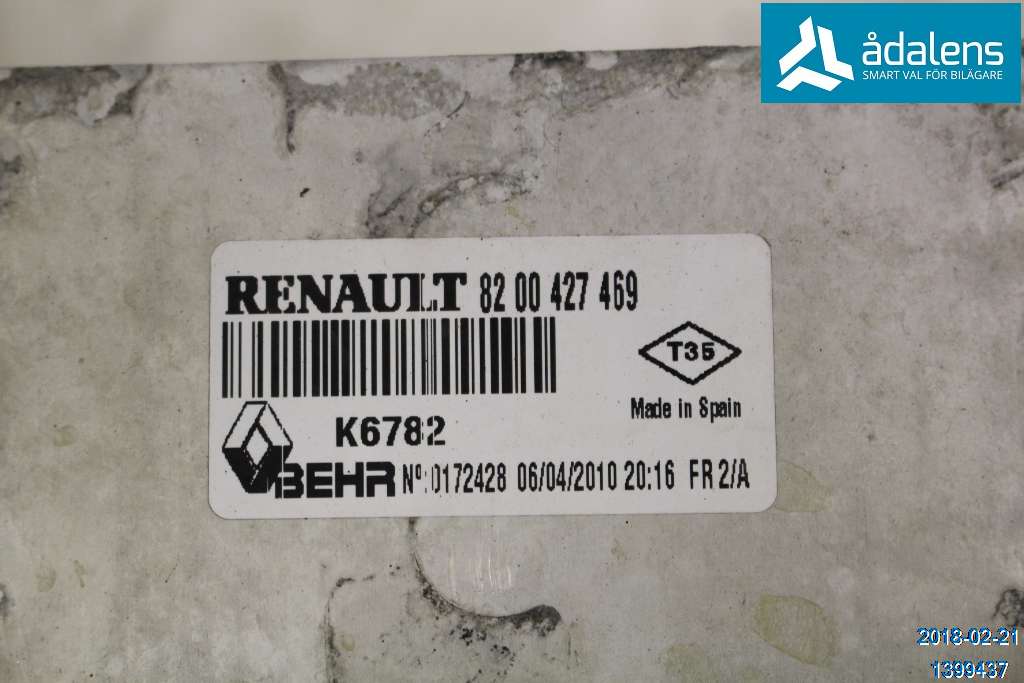 ådalens
SMART VAL FÖR BILÄGARE
RENAULT 82 00 427 469
T35
Made in Spain
K6782
BEHR Nº:0172428 06/04/2010 20:16 FR 2/A
2018-02-21
1399437